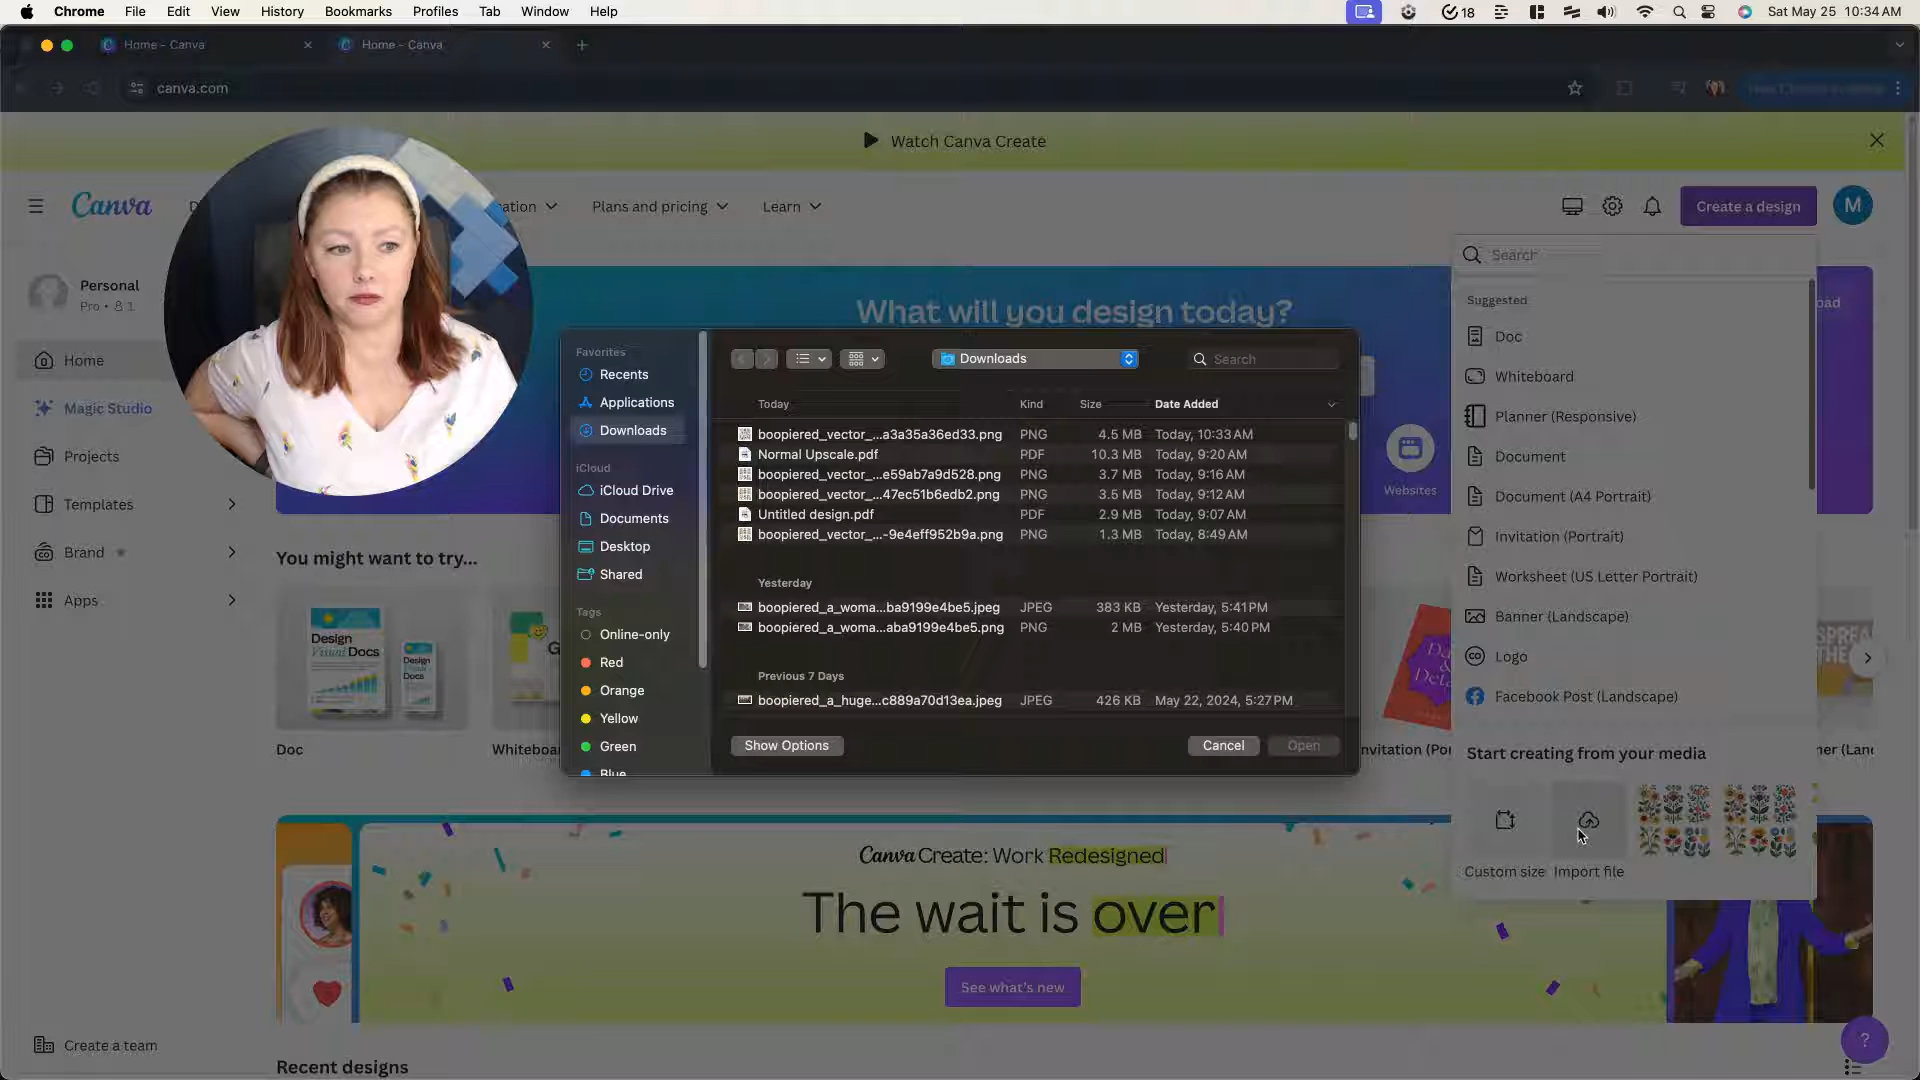 Chrome File Edit View History Bookmarks Profiles Tab Window Help 18 Sat May 25 10:34 AM
Home - Canva Home - Canva
canva.com
Watch Canva Create
Canva Plans and pricing Learn Create a design M
Search
Personal
Pro • 1
Suggested
What will you design today?
Doc
Whiteboard
Planner (Responsive)
Document
Document (A4 Portrait)
Invitation (Portrait)
Worksheet (US Letter Portrait)
Banner (Landscape)
Logo
Facebook Post (Landscape)
Start creating from your media
Custom size Import file
Home
Magic Studio
Projects
Templates
Brand
Apps
Create a team
Favorites
Recents
Applications
Downloads
iCloud
iCloud Drive
Documents
Desktop
Shared
Tags
Online-only
Red
Orange
Yellow
Green
Blue
Downloads Search
Today Kind Size Date Added
boopiered_vector_...a3a35a36ed33.png PNG 4.5 MB Today, 10:33 AM
Normal Upscale.pdf PDF 10.3 MB Today, 9:20 AM
boopiered_vector_...e59ab7a9d528.png PNG 3.7 MB Today, 9:16 AM
boopiered_vector_...47ec51b6edb2.png PNG 3.5 MB Today, 9:12 AM
Untitled design.pdf PDF 2.9 MB Today, 9:07 AM
boopiered_vector_...-9e4eff952b9a.png PNG 1.3 MB Today, 8:49 AM
Yesterday
boopiered_a_woma...ba9199e4be5.jpeg JPEG 383 KB Yesterday, 5:41 PM
boopiered_a_woma...aba9199e4be5.png PNG 2 MB Yesterday, 5:40 PM
Previous 7 Days
boopiered_a_huge...c889a70d13ea.jpeg JPEG 426 KB May 22, 2024, 5:27 PM
Show Options Cancel Open
Websites
You might want to try...
Design
Visual Docs
Design
Visual Docs
Doc
Canva Create: Work Redesigned
The wait is over
See what's new
Recent designs
?